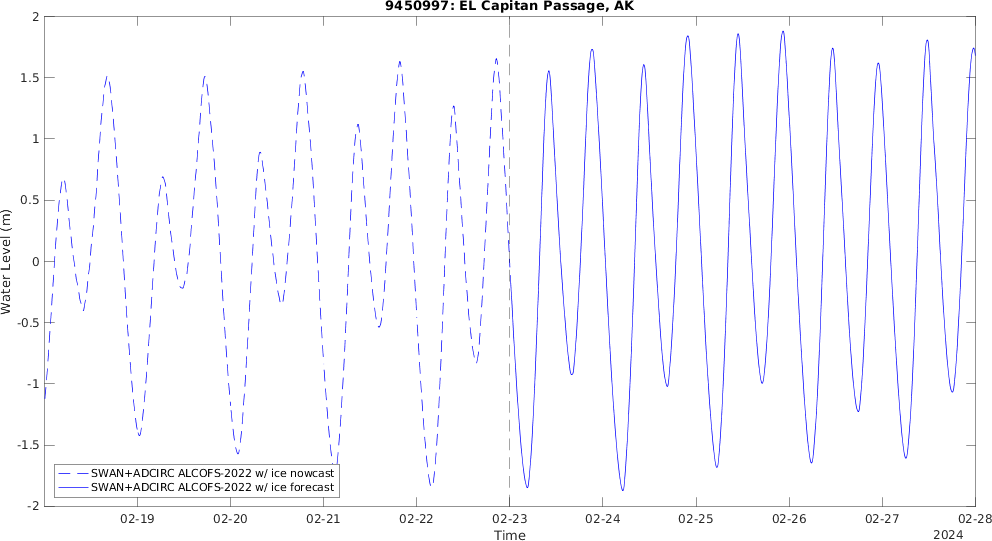 9450997: EL Capitan Passage, AK
Water Level (m)
2
1.5
1
0.5
0
-0.5
-1
-1.5
-2
SWAN+ADCIRC ALCOFS-2022 w/ ice nowcast
SWAN+ADCIRC ALCOFS-2022 w/ ice forecast
02-19 02-20 02-21 02-22 02-23 02-24 02-25 02-26 02-27 02-28
Time
2024